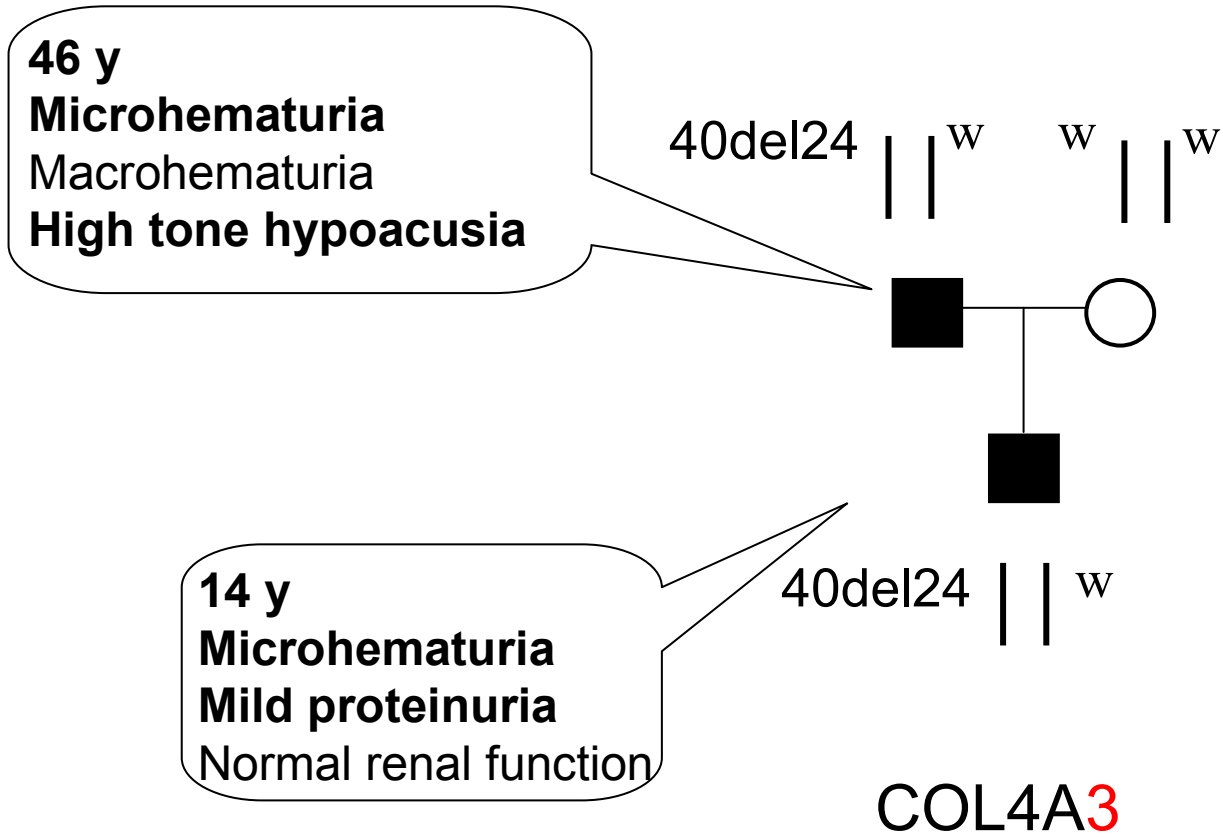 46 y
Microhematuria
Macrohematuria
High tone hypoacusia
40del24 w w w
14 y
Microhematuria
Mild proteinuria
Normal renal function
40del24 w
COL4A3